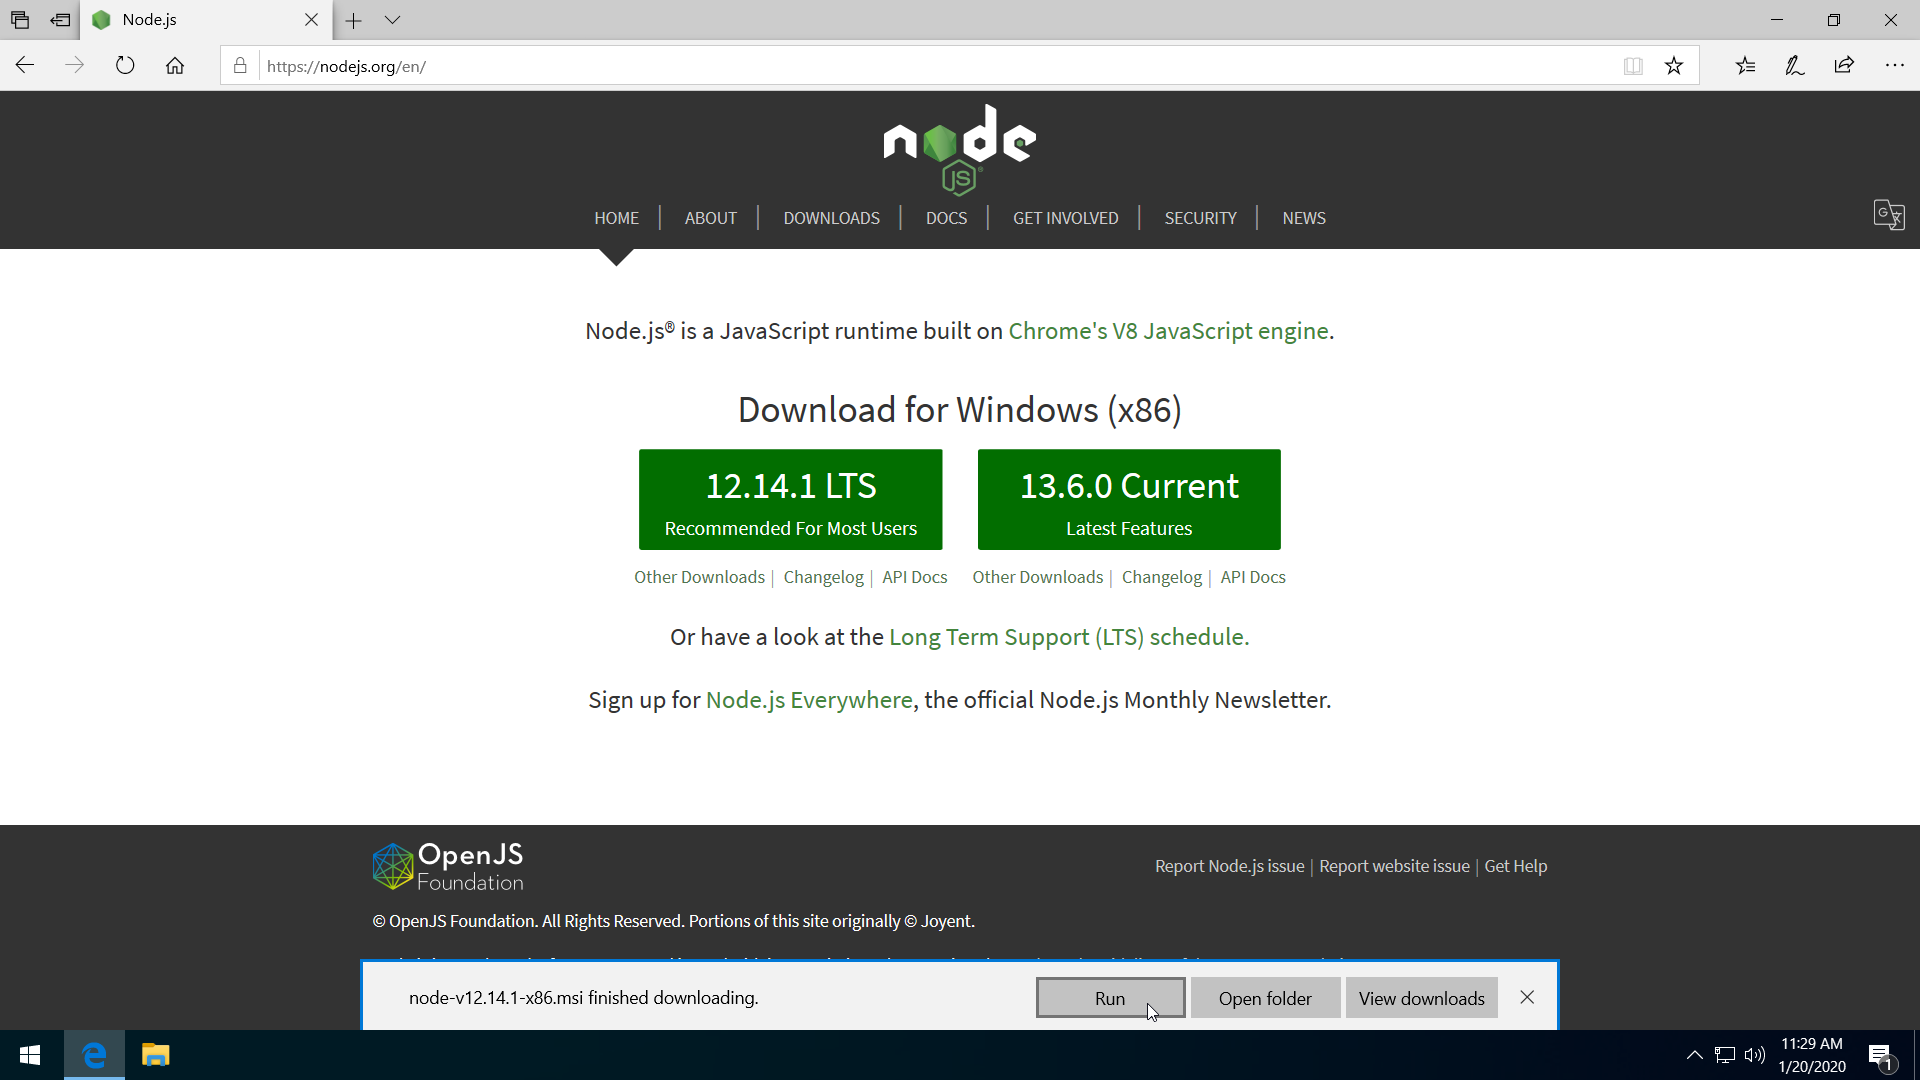 Node.js
https://nodejs.org/en/
node
JS
HOME | ABOUT | DOWNLOADS | DOCS | GET INVOLVED | SECURITY | NEWS
Node.js® is a JavaScript runtime built on Chrome's V8 JavaScript engine.
Download for Windows (x86)
12.14.1 LTS
Recommended For Most Users
13.6.0 Current
Latest Features
Other Downloads | Changelog | API Docs
Other Downloads | Changelog | API Docs
Or have a look at the Long Term Support (LTS) schedule.
Sign up for Node.js Everywhere, the official Node.js Monthly Newsletter.
OpenJS
Foundation
Report Node.js issue | Report website issue | Get Help
© OpenJS Foundation. All Rights Reserved. Portions of this site originally © Joyent.
node-v12.14.1-x86.msi finished downloading.
Run
Open folder
View downloads
11:29 AM
1/20/2020
1